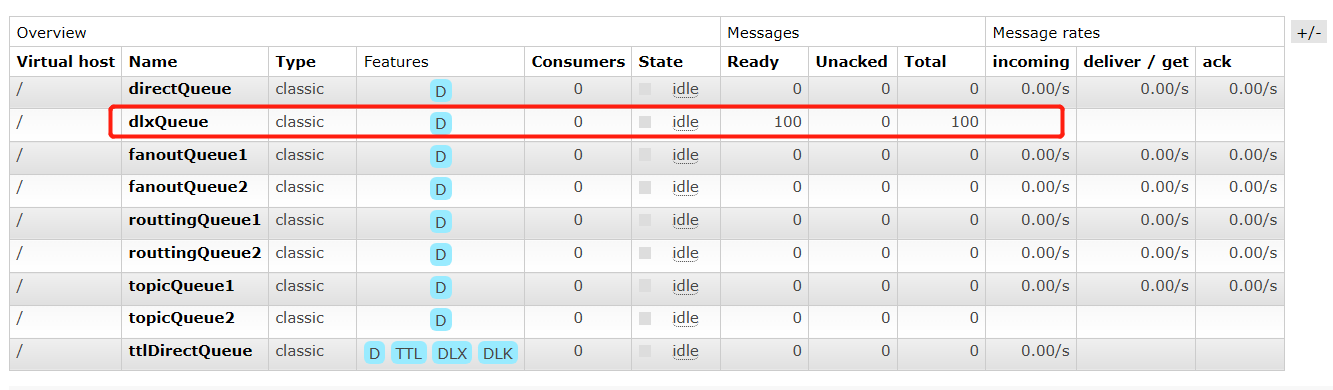 Overview Messages Message rates +/-
Virtual host Name Type Features Consumers State Ready Unacked Total incoming deliver / get ack
/ directQueue classic D 0 idle 0 0 0 0.00/s 0.00/s 0.00/s
/ dlxQueue classic D 0 idle 100 0 100
/ fanoutQueue1 classic D 0 idle 0 0 0 0.00/s 0.00/s 0.00/s
/ fanoutQueue2 classic D 0 idle 0 0 0 0.00/s 0.00/s 0.00/s
/ routtingQueue1 classic D 0 idle 0 0 0 0.00/s 0.00/s 0.00/s
/ routtingQueue2 classic D 0 idle 0 0 0 0.00/s 0.00/s 0.00/s
/ topicQueue1 classic D 0 idle 0 0 0 0.00/s 0.00/s 0.00/s
/ topicQueue2 classic D 0 idle 0 0 0
/ ttlDirectQueue classic D TTL DLX DLK 0 idle 0 0 0 0.00/s